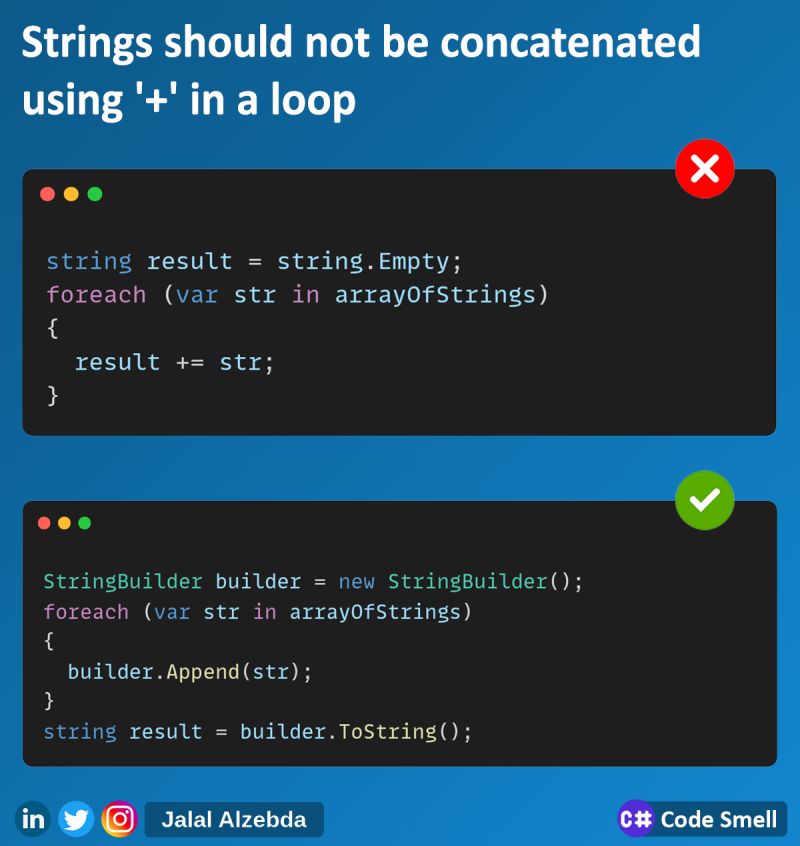 Strings should not be concatenated
using '+' in a loop
string result = string.Empty;
foreach (var str in arrayOfStrings)
{
  result += str;
}
StringBuilder builder = new StringBuilder();
foreach (var str in arrayOfStrings)
{
  builder.Append(str);
}
string result = builder.ToString();
in
Jalal Alzebda
C# Code Smell